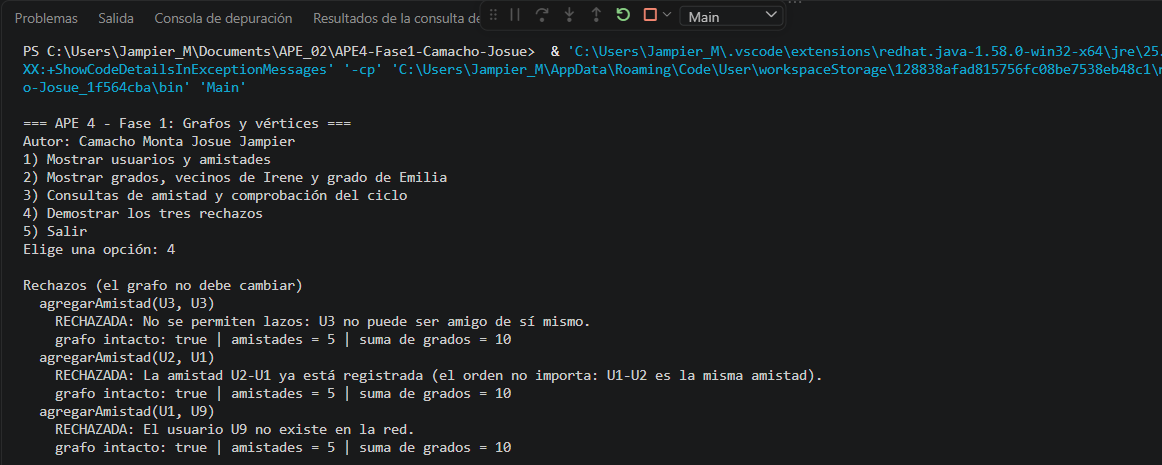 Problemas Salida Consola de depuración Resultados de la consulta de Main
PS C:\Users\Jampier_M\Documents\APE_02\APE4-Fase1-Camacho-Josue> & 'C:\Users\Jampier_M\.vscode\extensions\redhat.java-1.58.0-win32-x64\jre\25.
XX:+ShowCodeDetailsInExceptionMessages' '-cp' 'C:\Users\Jampier_M\AppData\Roaming\Code\User\workspaceStorage\128838afad815756fc08be7538eb48c1\
o-Josue_1f564cba\bin' 'Main'
=== APE 4 - Fase 1: Grafos y vértices ===
Autor: Camacho Monta Josue Jampier
1) Mostrar usuarios y amistades
2) Mostrar grados, vecinos de Irene y grado de Emilia
3) Consultas de amistad y comprobación del ciclo
4) Demostrar los tres rechazos
5) Salir
Elige una opción: 4
Rechazos (el grafo no debe cambiar)
agregarAmistad(U3, U3)
RECHAZADA: No se permiten lazos: U3 no puede ser amigo de sí mismo.
grafo intacto: true | amistades = 5 | suma de grados = 10
agregarAmistad(U2, U1)
RECHAZADA: La amistad U2-U1 ya está registrada (el orden no importa: U1-U2 es la misma amistad).
grafo intacto: true | amistades = 5 | suma de grados = 10
agregarAmistad(U1, U9)
RECHAZADA: El usuario U9 no existe en la red.
grafo intacto: true | amistades = 5 | suma de grados = 10